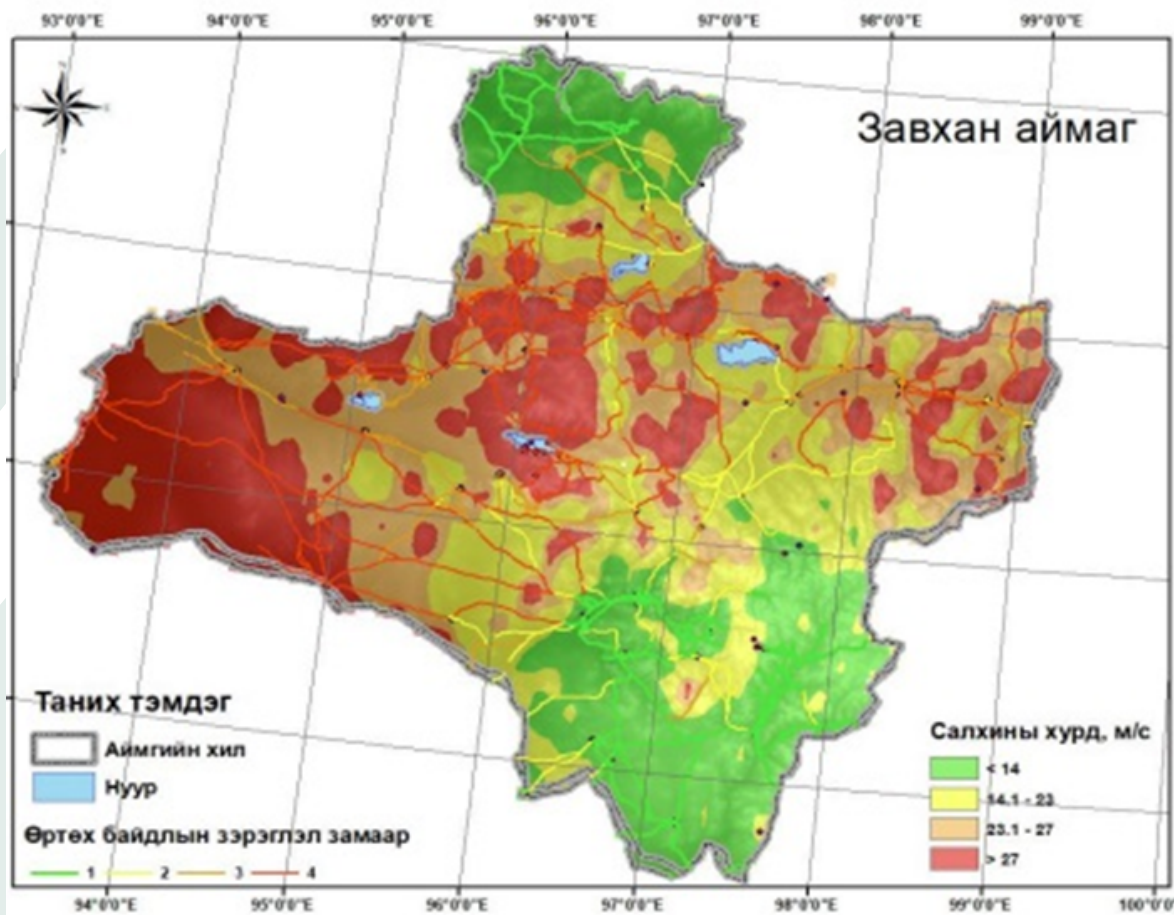 93°0'0"E 94°0'0"E 95°0'0"E 96°0'0"E 97°0'0"E 98°0'0"E 99°0'0"E
Завхан аймаг
Таних тэмдэг
Аймгийн хил
Нуур
Өртөх байдлын зэрэглэл замаар
1 2 3 4
Салхины хурд, м/с
< 14
14.1 - 23
23.1 - 27
> 27
94°0'0"E 95°0'0"E 96°0'0"E 97°0'0"E 98°0'0"E 99°0'0"E 100°0'0"E